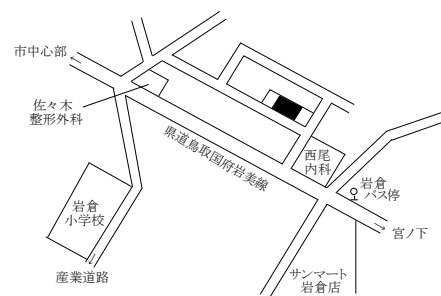 市中心部
佐々木
整形外科
県道鳥取国府岩美線
西尾
内科
岩倉
バス停
岩倉
小学校
宮ノ下
サンマート
岩倉店
産業道路